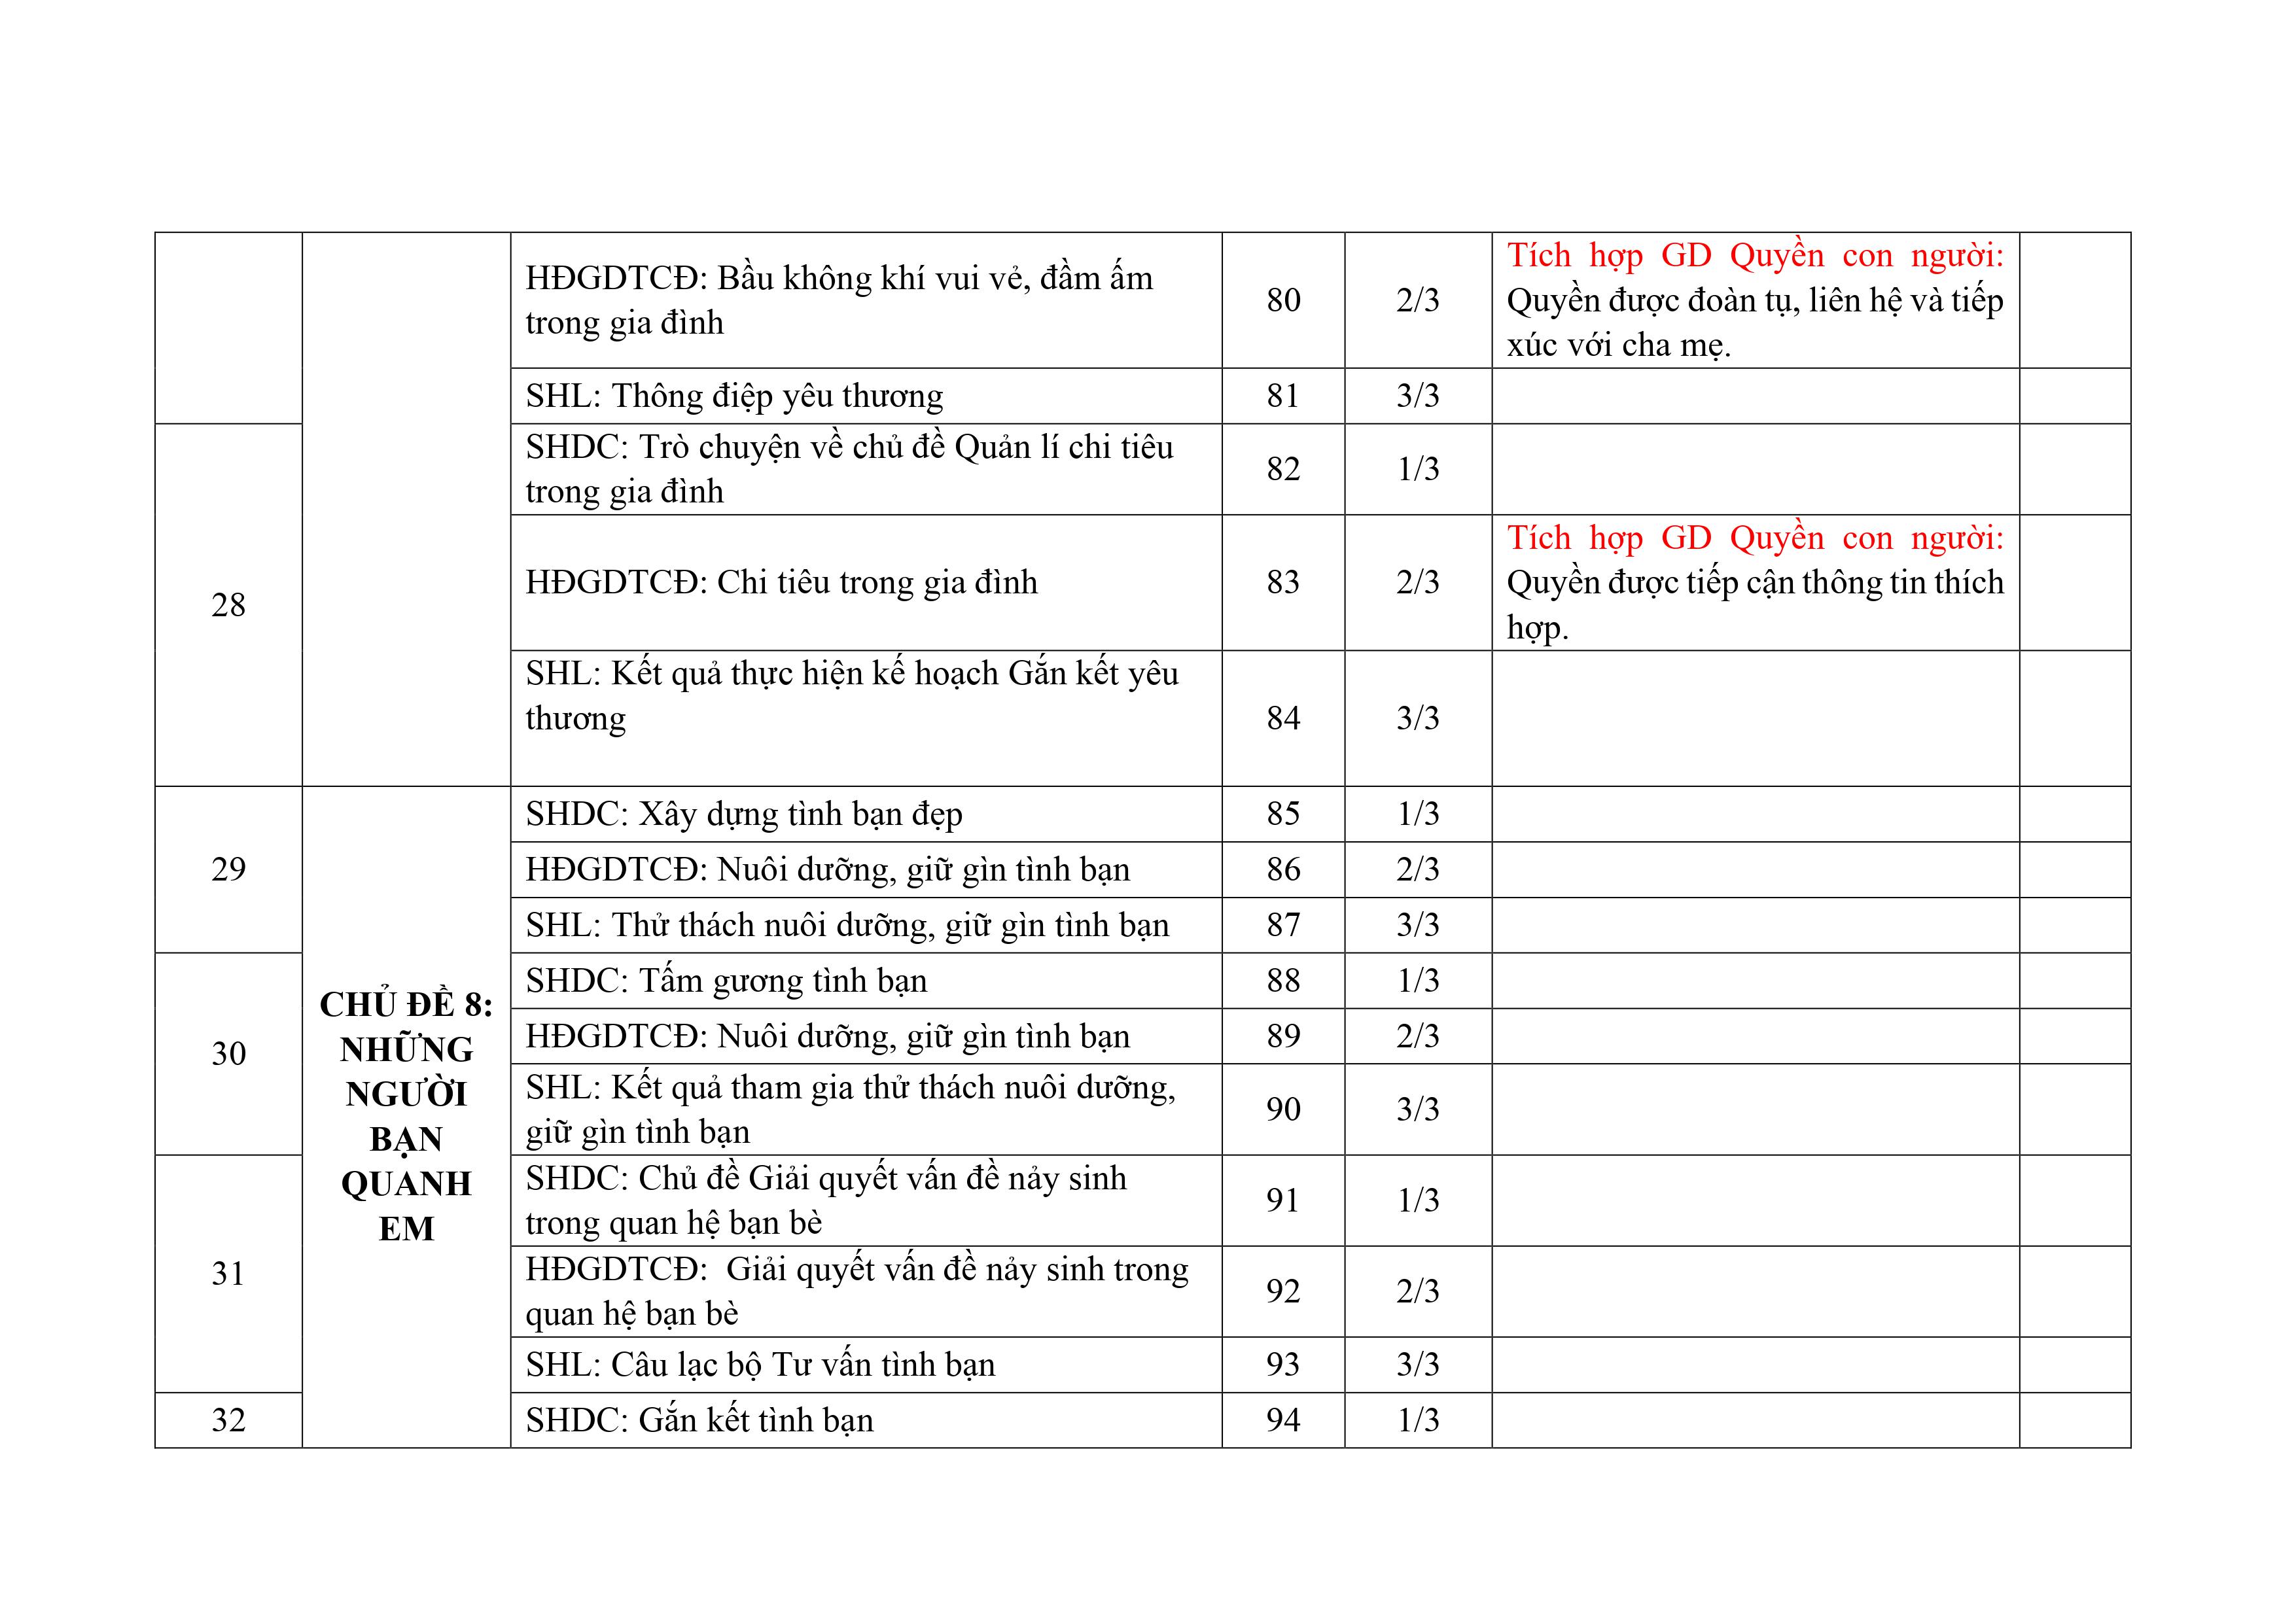 HĐGDTCĐ: Bầu không khí vui vẻ, đầm ấm
trong gia đình
80
2/3
Tích hợp GD Quyền con người:
Quyền được đoàn tụ, liên hệ và tiếp
xúc với cha mẹ.
SHL: Thông điệp yêu thương
81
3/3
28
SHDC: Trò chuyện về chủ đề Quản lí chi tiêu
trong gia đình
82
1/3
HĐGDTCĐ: Chi tiêu trong gia đình
83
2/3
Tích hợp GD Quyền con người:
Quyền được tiếp cận thông tin thích
hợp.
SHL: Kết quả thực hiện kế hoạch Gắn kết yêu
thương
84
3/3
29
CHỦ ĐỀ 8:
NHỮNG
NGƯỜI
BẠN
QUANH
EM
SHDC: Xây dựng tình bạn đẹp
85
1/3
HĐGDTCĐ: Nuôi dưỡng, giữ gìn tình bạn
86
2/3
SHL: Thử thách nuôi dưỡng, giữ gìn tình bạn
87
3/3
30
SHDC: Tấm gương tình bạn
88
1/3
HĐGDTCĐ: Nuôi dưỡng, giữ gìn tình bạn
89
2/3
SHL: Kết quả tham gia thử thách nuôi dưỡng,
giữ gìn tình bạn
90
3/3
31
SHDC: Chủ đề Giải quyết vấn đề nảy sinh
trong quan hệ bạn bè
91
1/3
HĐGDTCĐ:  Giải quyết vấn đề nảy sinh trong
quan hệ bạn bè
92
2/3
SHL: Câu lạc bộ Tư vấn tình bạn
93
3/3
32
SHDC: Gắn kết tình bạn
94
1/3